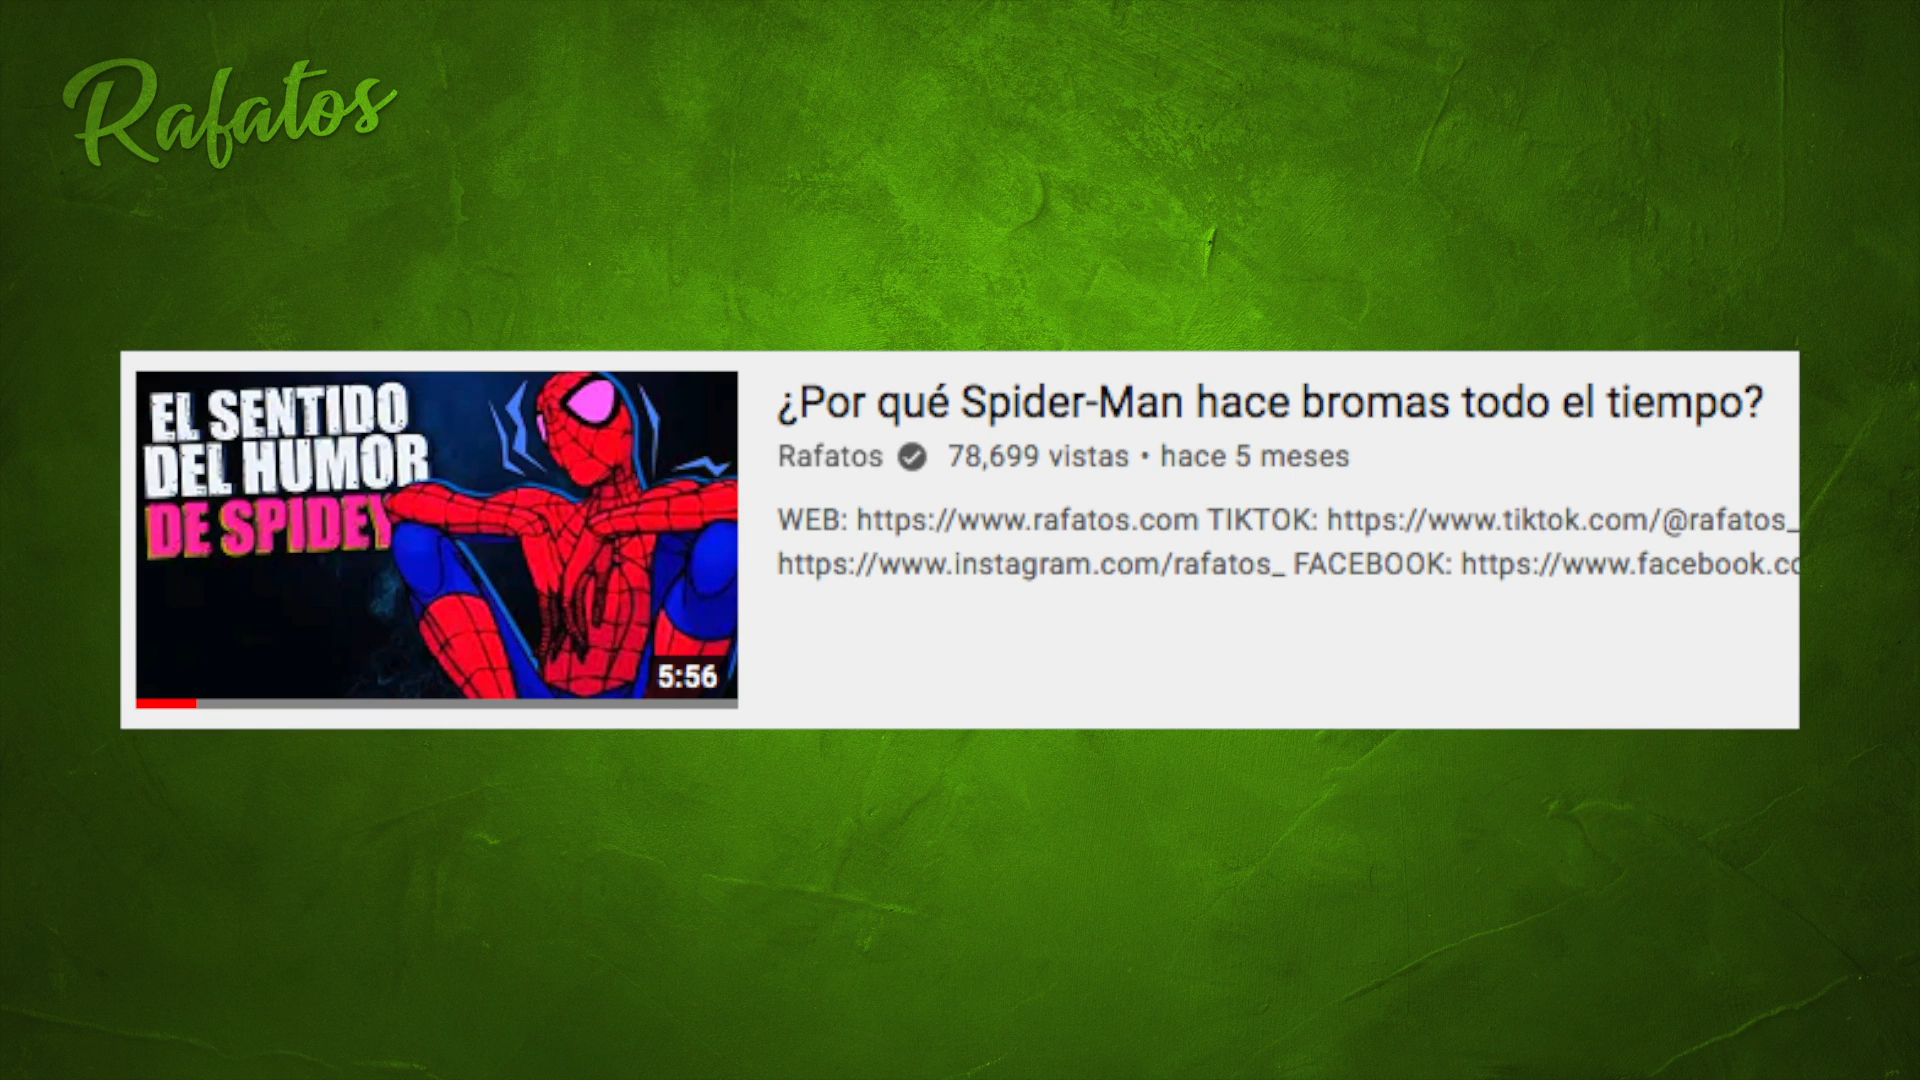 Rafatos
EL SENTIDO
DEL HUMOR
DE SPIDEY
5:56
¿Por qué Spider-Man hace bromas todo el tiempo?
Rafatos 78,699 vistas • hace 5 meses
WEB: https://www.rafatos.com TIKTOK: https://www.tiktok.com/@rafatos_
https://www.instagram.com/rafatos_ FACEBOOK: https://www.facebook.co